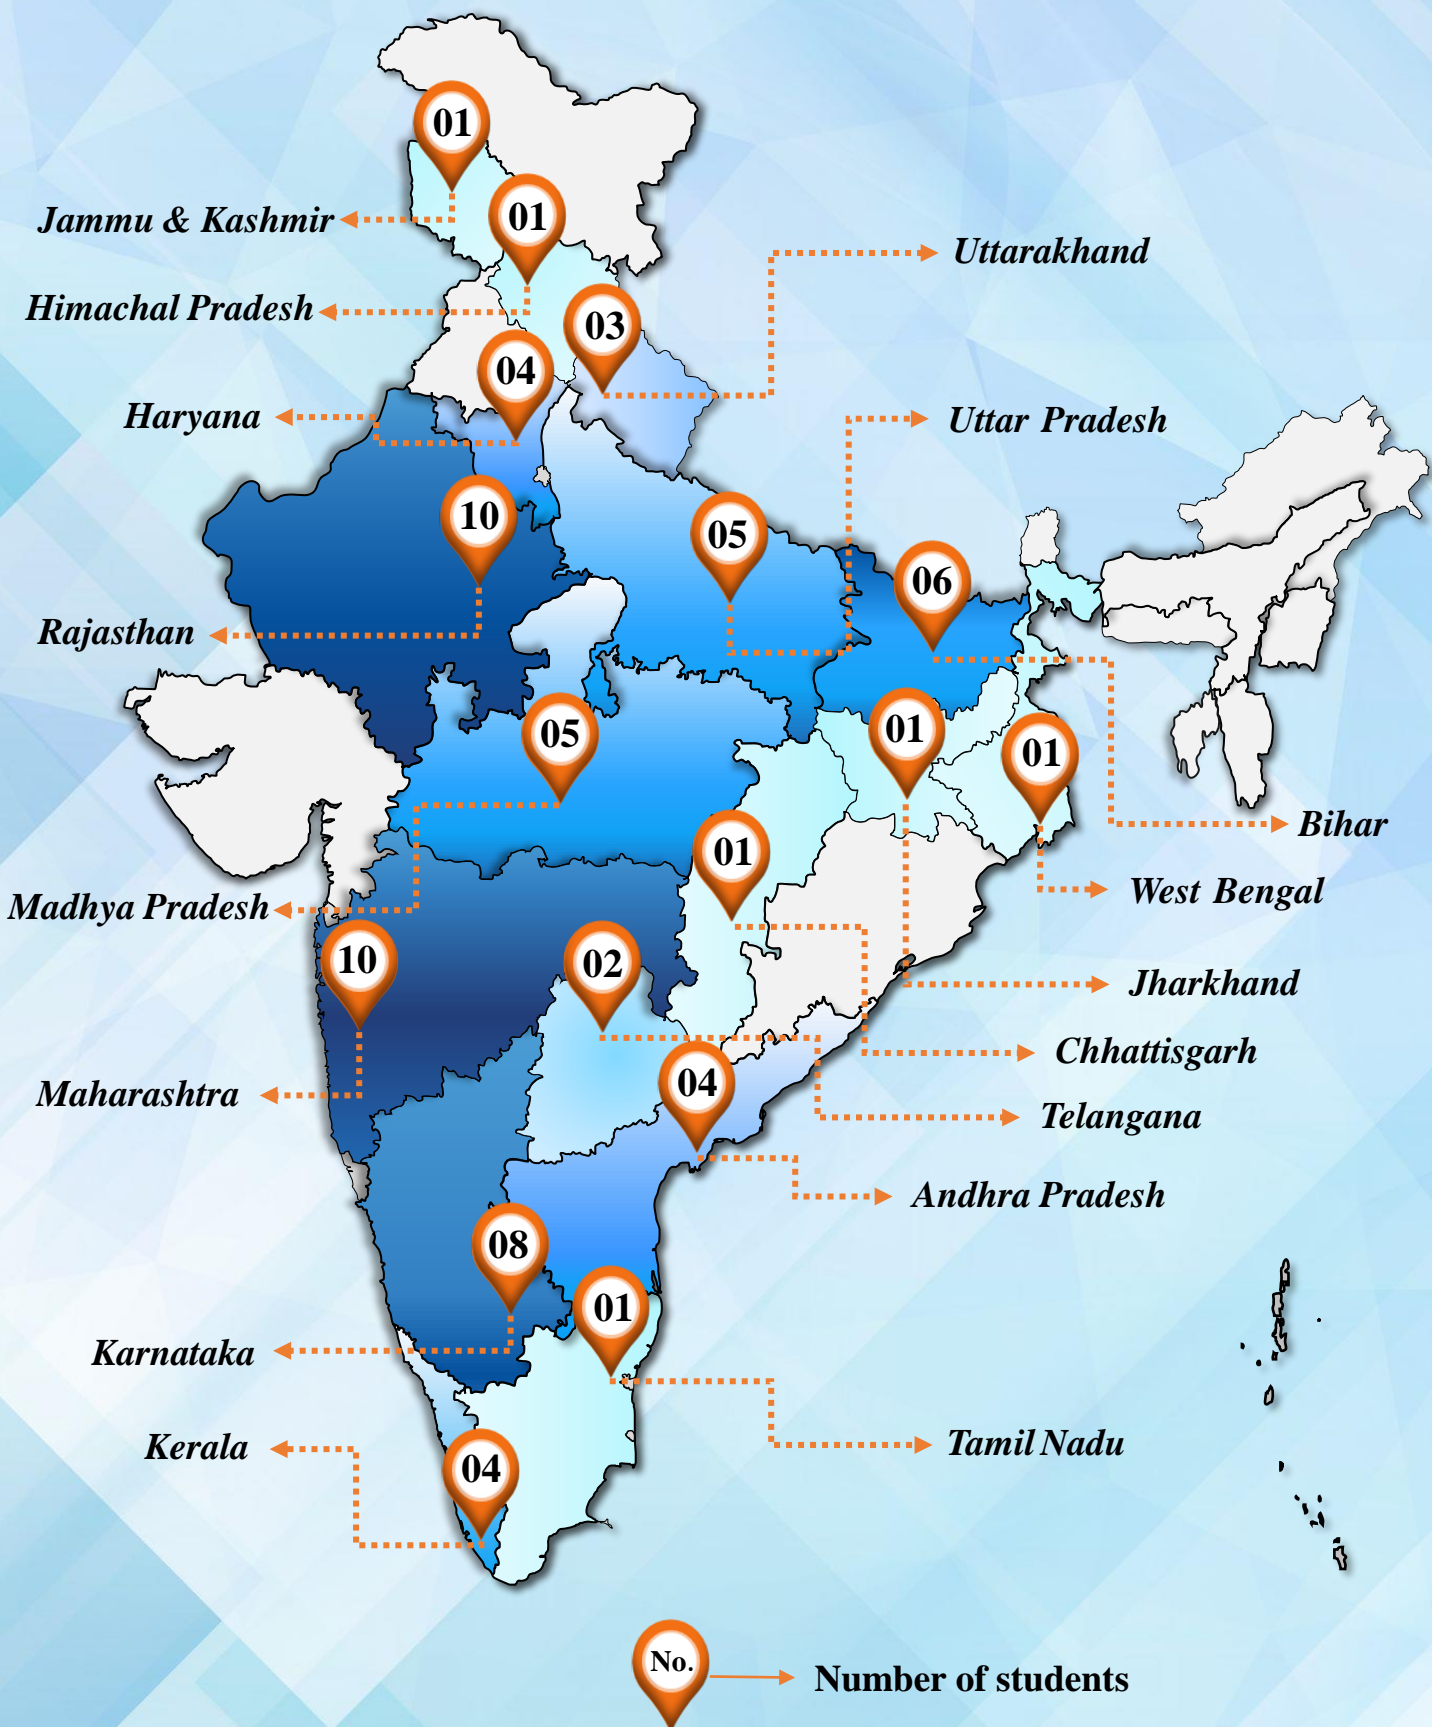 01
Jammu & Kashmir
01
Uttarakhand
Himachal Pradesh
03
04
Haryana
Uttar Pradesh
10
05
06
Rajasthan
05
01
01
Bihar
01
West Bengal
Madhya Pradesh
10
02
Jharkhand
Chhattisgarh
Maharashtra
04
Telangana
Andhra Pradesh
08
01
Karnataka
Kerala
Tamil Nadu
04
No.
Number of students